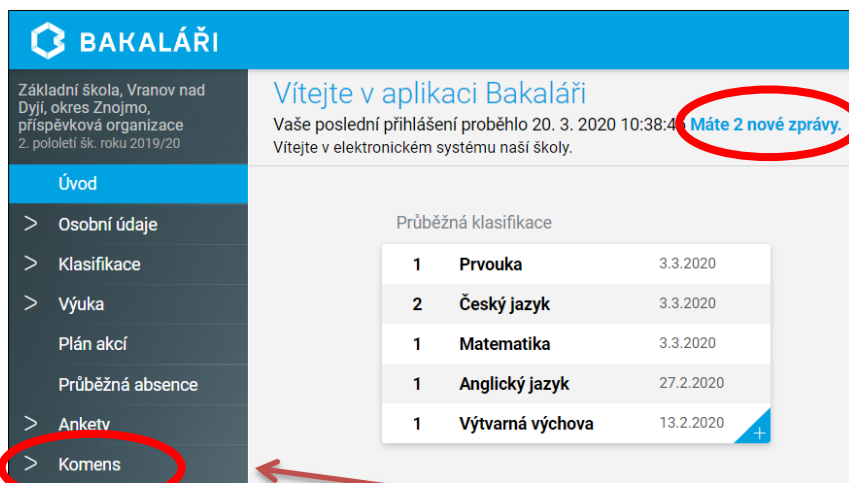 BAKALÁŘI
Základní škola, Vranov nad
Dyjí, okres Znojmo,
příspěvková organizace
2. pololetí šk. roku 2019/20
Úvod
> Osobní údaje
> Klasifikace
> Výuka
Plán akcí
Průběžná absence
> Ankety
> Komens
Vítejte v aplikaci Bakaláři
Vaše poslední přihlášení proběhlo 20. 3. 2020 10:38:4 Máte 2 nové zprávy.
Vítejte v elektronickém systému naší školy.
Průběžná klasifikace
1 Prvouka 3.3.2020
2 Český jazyk 3.3.2020
1 Matematika 3.3.2020
1 Anglický jazyk 27.2.2020
1 Výtvarná výchova 13.2.2020
+